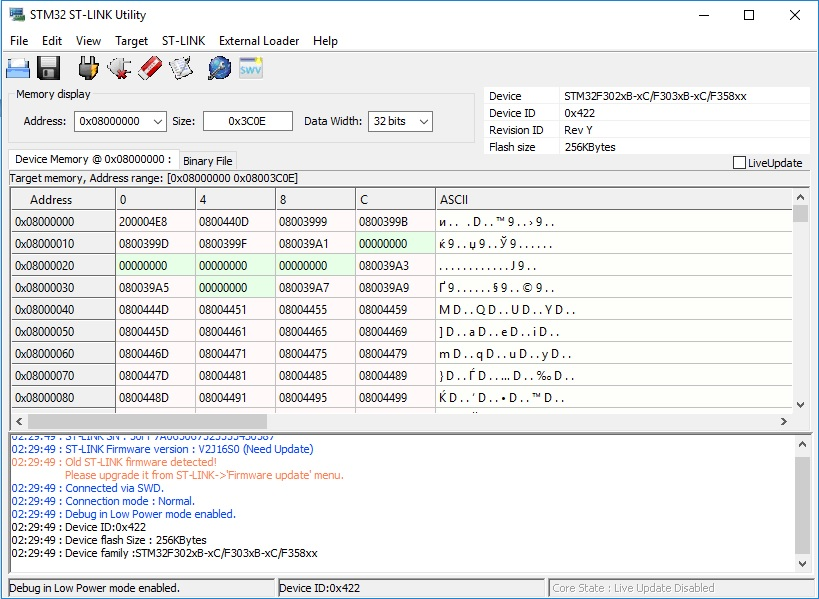 STM32 ST-LINK Utility
File Edit View Target ST-LINK External Loader Help
SWV
Memory display
Address: 0x08000000 Size: 0x3C0E Data Width: 32 bits
Device STM32F302xB-xC/F303xB-xC/F358xx
Device ID 0x422
Revision ID Rev Y
Flash size 256KBytes
LiveUpdate
Device Memory @ 0x08000000 : Binary File
Target memory, Address range: [0x08000000 0x08003C0E]
Address 0 4 8 C ASCII
0x08000000 200004E8 0800440D 08003999 0800399B и.. .D..™9..›9..
0x08000010 0800399D 0800399F 080039A1 00000000 ќ9..џ9..Ў9......
0x08000020 00000000 00000000 00000000 080039A3 ............Ј9..
0x08000030 080039A5 00000000 080039A7 080039A9 Ґ9......§9..©9..
0x08000040 0800444D 08004451 08004455 08004459 MD..QD..UD..YD..
0x08000050 0800445D 08004461 08004465 08004469 ]D..aD..eD..iD..
0x08000060 0800446D 08004471 08004475 08004479 mD..qD..uD..yD..
0x08000070 0800447D 08004481 08004485 08004489 }D..ЃD..…D..‰D..
0x08000080 0800448D 08004491 08004495 08004499 ЌD..‘D..•D..™D..
02:29:49 : ST-LINK Firmware version : V2J16S0 (Need Update)
02:29:49 : Old ST-LINK firmware detected!
Please upgrade it from ST-LINK->'Firmware update' menu.
02:29:49 : Connected via SWD.
02:29:49 : Connection mode : Normal.
02:29:49 : Debug in Low Power mode enabled.
02:29:49 : Device ID:0x422
02:29:49 : Device flash Size : 256KBytes
02:29:49 : Device family :STM32F302xB-xC/F303xB-xC/F358xx
Debug in Low Power mode enabled. Device ID:0x422 Core State : Live Update Disabled